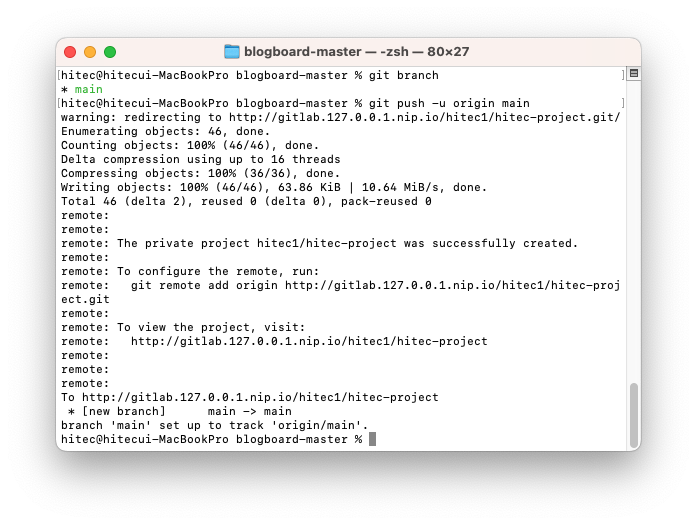 blogboard-master — -zsh — 80×27
[hitec@hitecui-MacBookPro blogboard-master % git branch ]
* main
[hitec@hitecui-MacBookPro blogboard-master % git push -u origin main ]
warning: redirecting to http://gitlab.127.0.0.1.nip.io/hitec1/hitec-project.git/
Enumerating objects: 46, done.
Counting objects: 100% (46/46), done.
Delta compression using up to 16 threads
Compressing objects: 100% (36/36), done.
Writing objects: 100% (46/46), 63.86 KiB | 10.64 MiB/s, done.
Total 46 (delta 2), reused 0 (delta 0), pack-reused 0
remote:
remote:
remote: The private project hitec1/hitec-project was successfully created.
remote:
remote: To configure the remote, run:
remote:   git remote add origin http://gitlab.127.0.0.1.nip.io/hitec1/hitec-proj
ect.git
remote:
remote: To view the project, visit:
remote:   http://gitlab.127.0.0.1.nip.io/hitec1/hitec-project
remote:
remote:
remote:
To http://gitlab.127.0.0.1.nip.io/hitec1/hitec-project
 * [new branch]      main -> main
branch 'main' set up to track 'origin/main'.
hitec@hitecui-MacBookPro blogboard-master %